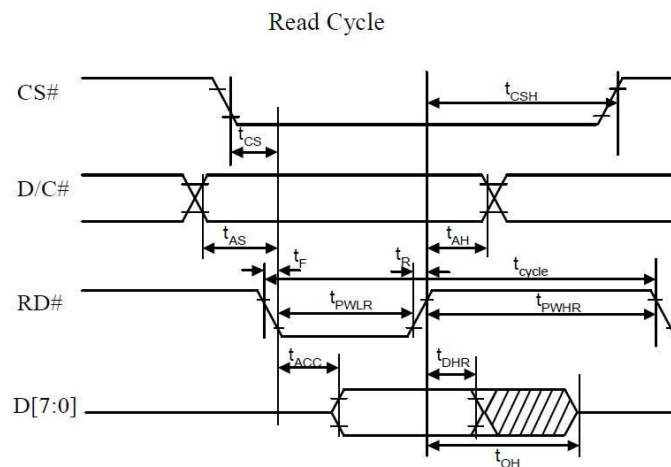 Read Cycle
CS#
tCSH
tCS
D/C#
tAS
tAH
tF
tR
tcycle
RD#
tPWLR
tPWHR
tACC
tDHR
D[7:0]
tOH